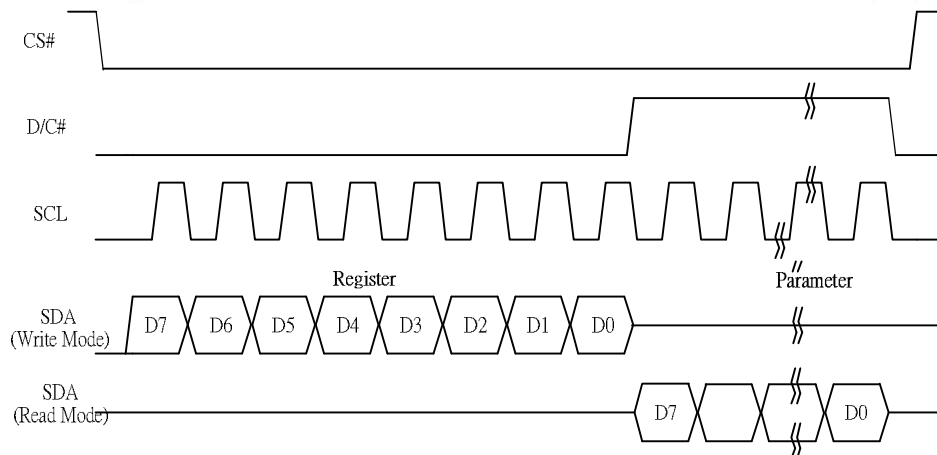 CS#
D/C#
SCL
Register
Parameter
SDA
(Write Mode)
D7 D6 D5 D4 D3 D2 D1 D0
SDA
(Read Mode)
D7 D0